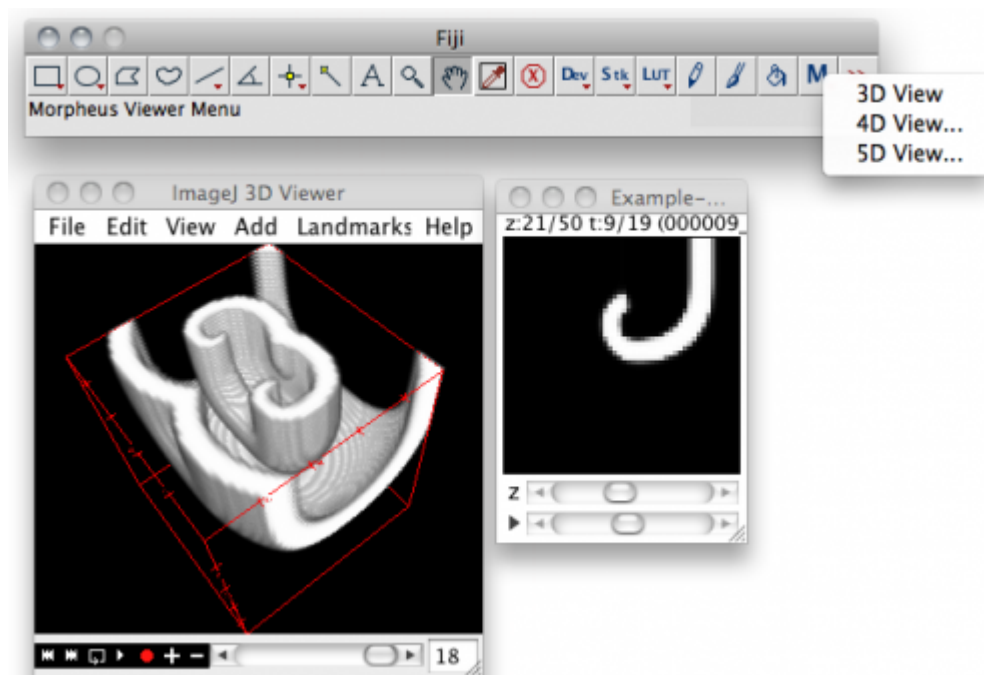 Fiji
A Dev Stk LUT M >>
Morpheus Viewer Menu
3D View
4D View...
5D View...
ImageJ 3D Viewer
File Edit View Add Landmarks Help
18
Example-...
z:21/50 t:9/19 (000009_
z